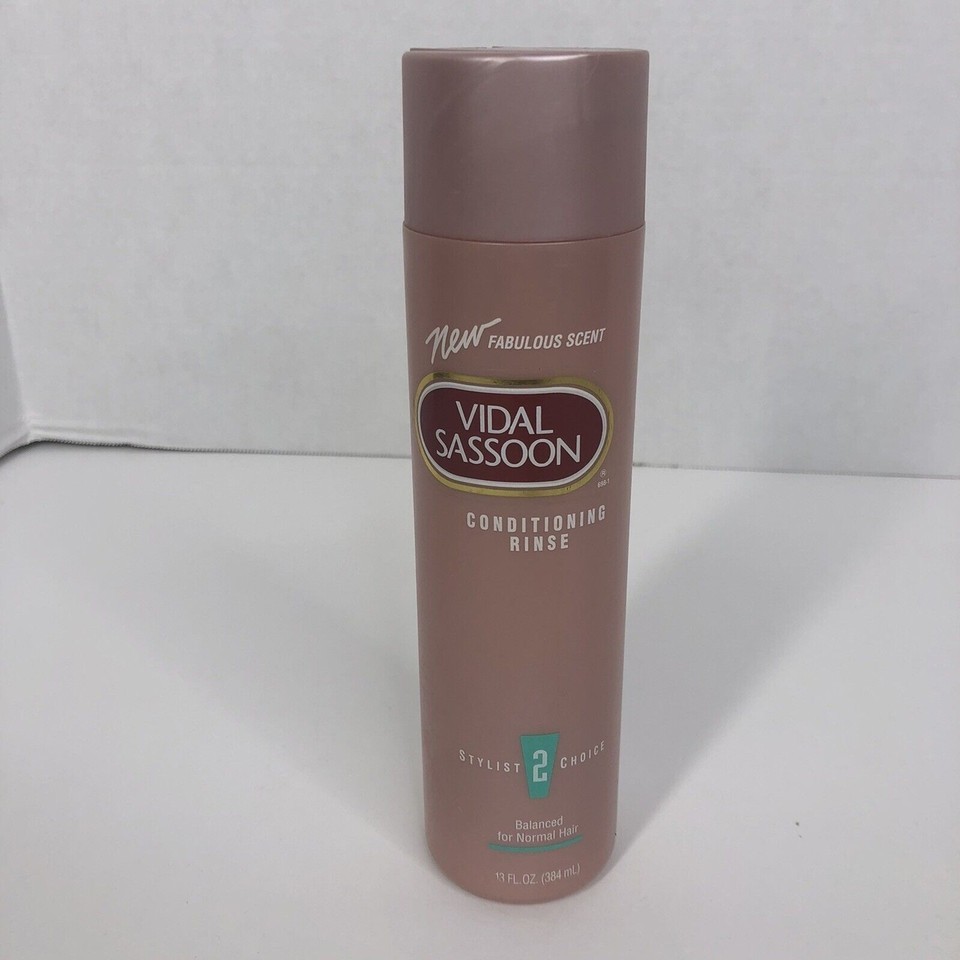 New FABULOUS SCENT
VIDAL
SASSOON
®
CONDITIONING
RINSE
STYLIST 2 CHOICE
Balanced
for Normal Hair
13 FL.OZ. (384 mL)